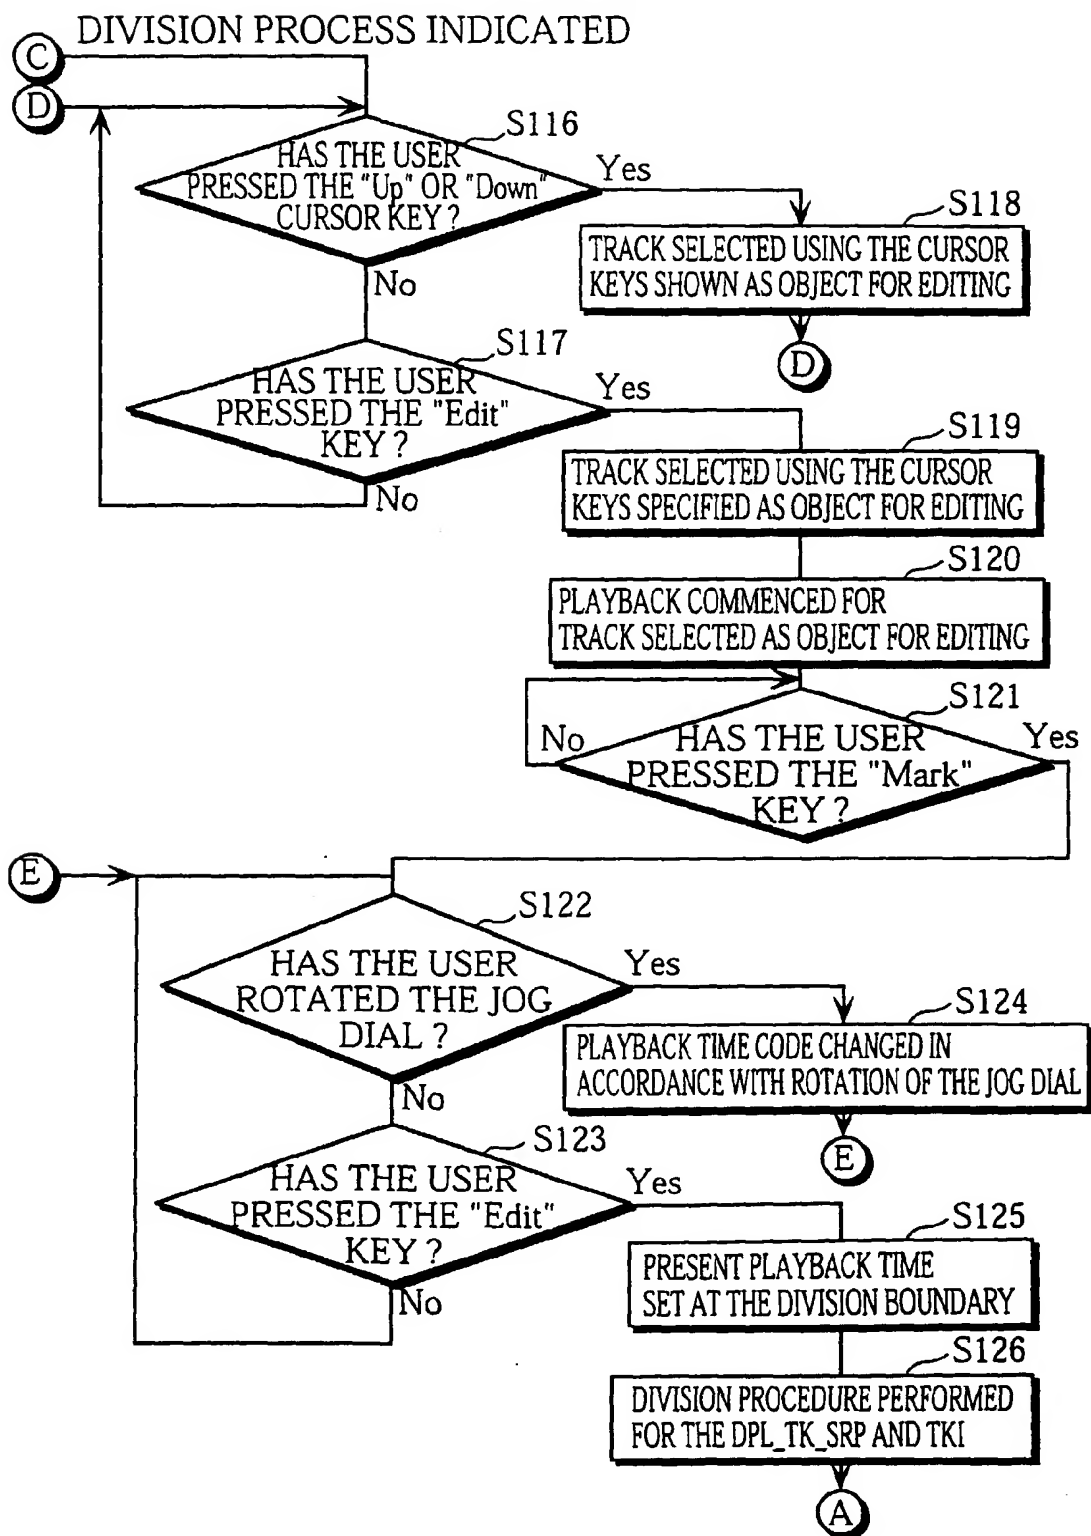 DIVISION PROCESS INDICATED
C
D
S116
HAS THE USER
PRESSED THE "Up" OR "Down"
CURSOR KEY ?
Yes
No
S118
TRACK SELECTED USING THE CURSOR
KEYS SHOWN AS OBJECT FOR EDITING
D
S117
HAS THE USER
PRESSED THE "Edit"
KEY ?
Yes
No
S119
TRACK SELECTED USING THE CURSOR
KEYS SPECIFIED AS OBJECT FOR EDITING
S120
PLAYBACK COMMENCED FOR
TRACK SELECTED AS OBJECT FOR EDITING
S121
No
HAS THE USER
PRESSED THE "Mark"
KEY ?
Yes
E
S122
HAS THE USER
ROTATED THE JOG
DIAL ?
Yes
No
S124
PLAYBACK TIME CODE CHANGED IN
ACCORDANCE WITH ROTATION OF THE JOG DIAL
E
S123
HAS THE USER
PRESSED THE "Edit"
KEY ?
Yes
No
S125
PRESENT PLAYBACK TIME
SET AT THE DIVISION BOUNDARY
S126
DIVISION PROCEDURE PERFORMED
FOR THE DPL_TK_SRP AND TKI
A